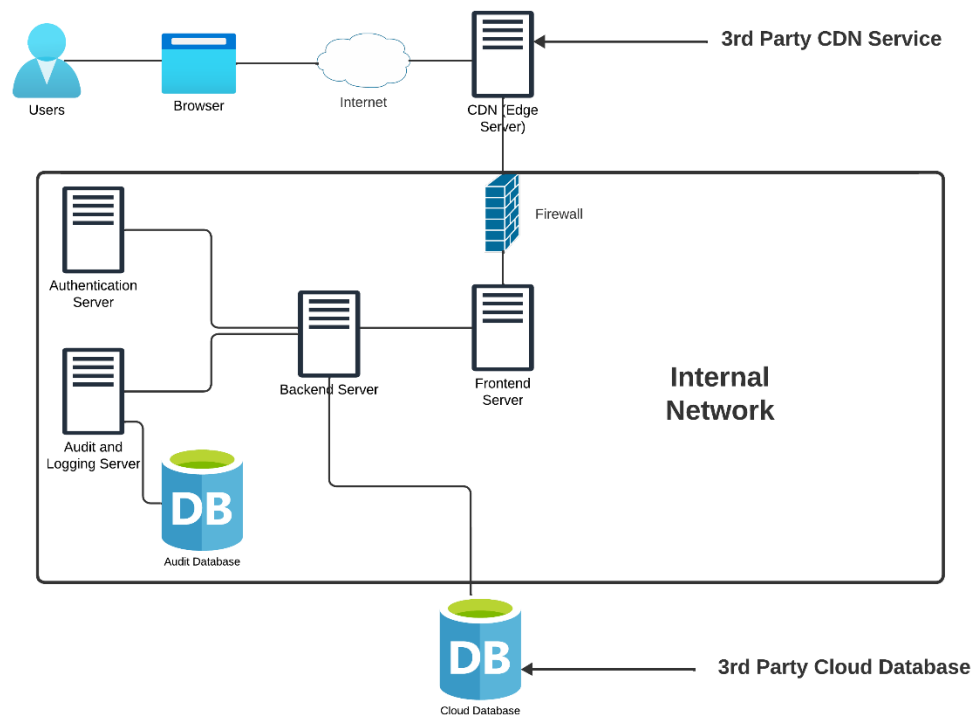 3rd Party CDN Service
Users
Browser
Internet
CDN (Edge
Server)
Firewall
Authentication
Server
Backend Server
Frontend
Server
Internal
Network
Audit and
Logging Server
DB
Audit Database
DB
3rd Party Cloud Database
Cloud Database